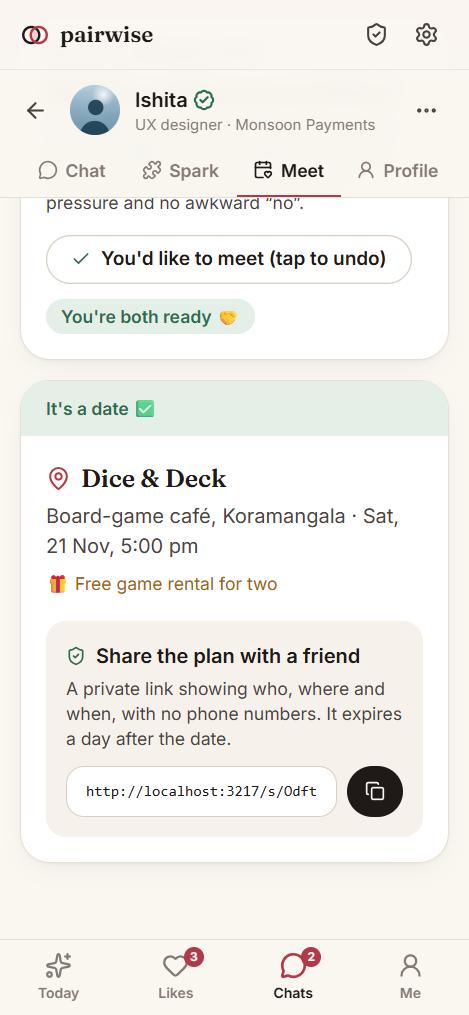 pairwise
Ishita
UX designer · Monsoon Payments
Chat
Spark
Meet
Profile
pressure and no awkward “no”.
You'd like to meet (tap to undo)
You're both ready 🤝
It's a date ✅
Dice & Deck
Board-game café, Koramangala · Sat,
21 Nov, 5:00 pm
🎁 Free game rental for two
Share the plan with a friend
A private link showing who, where and
when, with no phone numbers. It expires
a day after the date.
http://localhost:3217/s/Odft
3
2
Today
Likes
Chats
Me